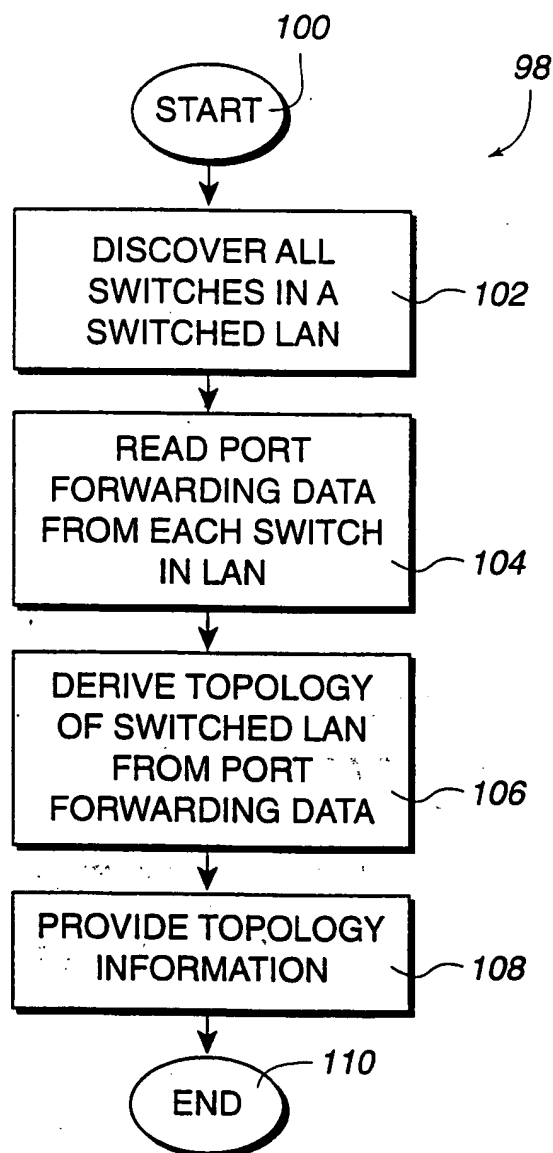 100
98
START
DISCOVER ALL
SWITCHES IN A
SWITCHED LAN
102
READ PORT
FORWARDING DATA
FROM EACH SWITCH
IN LAN
104
DERIVE TOPOLOGY
OF SWITCHED LAN
FROM PORT
FORWARDING DATA
106
PROVIDE TOPOLOGY
INFORMATION
108
110
END